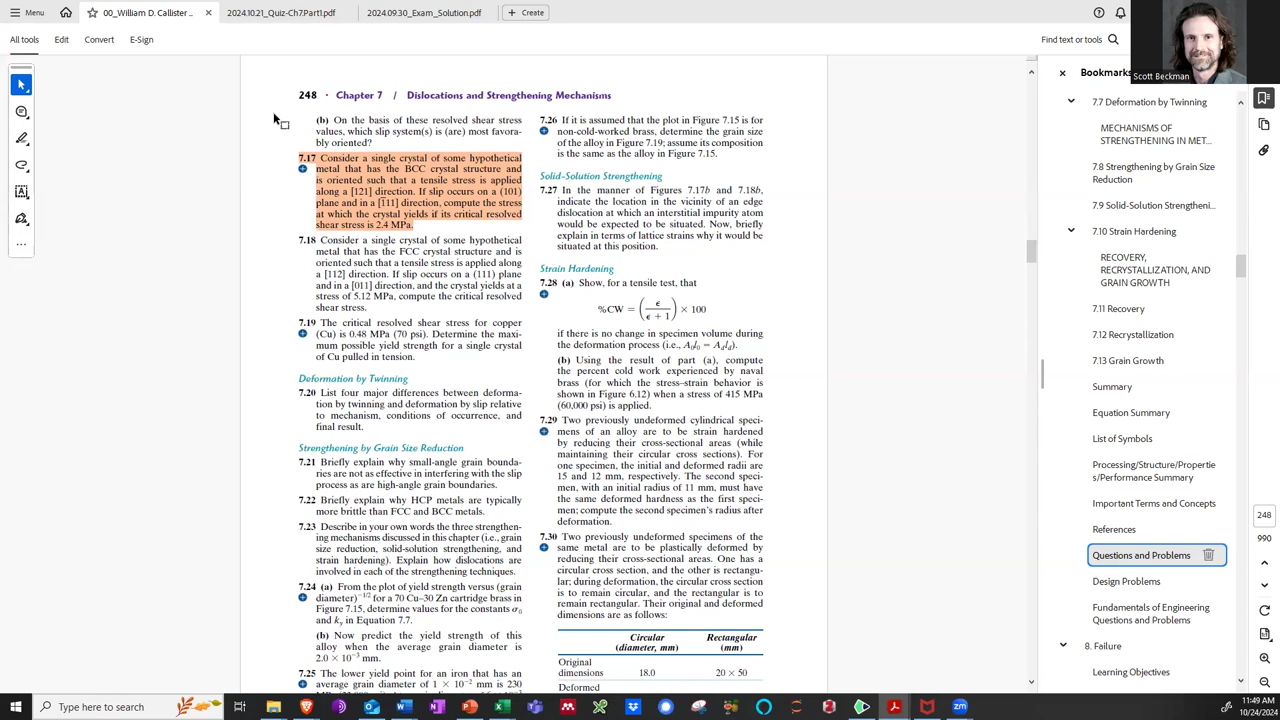 Menu
00_William D. Callister ...
2024.10.21_Quiz-Ch7.Part1.pdf
2024.09.30_Exam_Solution.pdf
+ Create
All tools
Edit
Convert
E-Sign
Find text or tools
Scott Beckman
248 · Chapter 7 / Dislocations and Strengthening Mechanisms
(b) On the basis of these resolved shear stress
values, which slip system(s) is (are) most favora-
bly oriented?
7.17 Consider a single crystal of some hypothetical
metal that has the BCC crystal structure and
is oriented such that a tensile stress is applied
along a [121] direction. If slip occurs on a (101)
plane and in a [1̅11] direction, compute the stress
at which the crystal yields if its critical resolved
shear stress is 2.4 MPa.
7.18 Consider a single crystal of some hypothetical
metal that has the FCC crystal structure and is
oriented such that a tensile stress is applied along
a [112] direction. If slip occurs on a (111) plane
and in a [011] direction, and the crystal yields at a
stress of 5.12 MPa, compute the critical resolved
shear stress.
7.19 The critical resolved shear stress for copper
(Cu) is 0.48 MPa (70 psi). Determine the maxi-
mum possible yield strength for a single crystal
of Cu pulled in tension.
Deformation by Twinning
7.20 List four major differences between deforma-
tion by twinning and deformation by slip relative
to mechanism, conditions of occurrence, and
final result.
Strengthening by Grain Size Reduction
7.21 Briefly explain why small-angle grain bounda-
ries are not as effective in interfering with the slip
process as are high-angle grain boundaries.
7.22 Briefly explain why HCP metals are typically
more brittle than FCC and BCC metals.
7.23 Describe in your own words the three strengthen-
ing mechanisms discussed in this chapter (i.e., grain
size reduction, solid-solution strengthening, and
strain hardening). Explain how dislocations are
involved in each of the strengthening techniques.
7.24 (a) From the plot of yield strength versus (grain
diameter)⁻¹/² for a 70 Cu–30 Zn cartridge brass in
Figure 7.15, determine values for the constants σ₀
and k_y in Equation 7.7.
(b) Now predict the yield strength of this
alloy when the average grain diameter is
2.0 × 10⁻³ mm.
7.25 The lower yield point for an iron that has an
average grain diameter of 1 × 10⁻² mm is 230
7.26 If it is assumed that the plot in Figure 7.15 is for
non-cold-worked brass, determine the grain size
of the alloy in Figure 7.19; assume its composition
is the same as the alloy in Figure 7.15.
Solid-Solution Strengthening
7.27 In the manner of Figures 7.17b and 7.18b,
indicate the location in the vicinity of an edge
dislocation at which an interstitial impurity atom
would be expected to be situated. Now, briefly
explain in terms of lattice strains why it would be
situated at this position.
Strain Hardening
7.28 (a) Show, for a tensile test, that
%CW = (ϵ / (ϵ + 1)) × 100
if there is no change in specimen volume during
the deformation process (i.e., A₀l₀ = A_d l_d).
(b) Using the result of part (a), compute
the percent cold work experienced by naval
brass (for which the stress–strain behavior is
shown in Figure 6.12) when a stress of 415 MPa
(60,000 psi) is applied.
7.29 Two previously undeformed cylindrical speci-
mens of an alloy are to be strain hardened
by reducing their cross-sectional areas (while
maintaining their circular cross sections). For
one specimen, the initial and deformed radii are
15 and 12 mm, respectively. The second speci-
men, with an initial radius of 11 mm, must have
the same deformed hardness as the first speci-
men; compute the second specimen's radius after
deformation.
7.30 Two previously undeformed specimens of the
same metal are to be plastically deformed by
reducing their cross-sectional areas. One has a
circular cross section, and the other is rectangu-
lar; during deformation, the circular cross section
is to remain circular, and the rectangular is to
remain rectangular. Their original and deformed
dimensions are as follows:
Circular (diameter, mm)
Rectangular (mm)
Original dimensions
18.0
20 × 50
Deformed
Bookmarks
7.7 Deformation by Twinning
MECHANISMS OF
STRENGTHENING IN MET...
7.8 Strengthening by Grain Size
Reduction
7.9 Solid-Solution Strengtheni...
7.10 Strain Hardening
RECOVERY,
RECRYSTALLIZATION, AND
GRAIN GROWTH
7.11 Recovery
7.12 Recrystallization
7.13 Grain Growth
Summary
Equation Summary
List of Symbols
Processing/Structure/Propertie
s/Performance Summary
Important Terms and Concepts
References
Questions and Problems
Design Problems
Fundamentals of Engineering
Questions and Problems
8. Failure
Learning Objectives
248
990
Type here to search
11:49 AM
10/24/2024